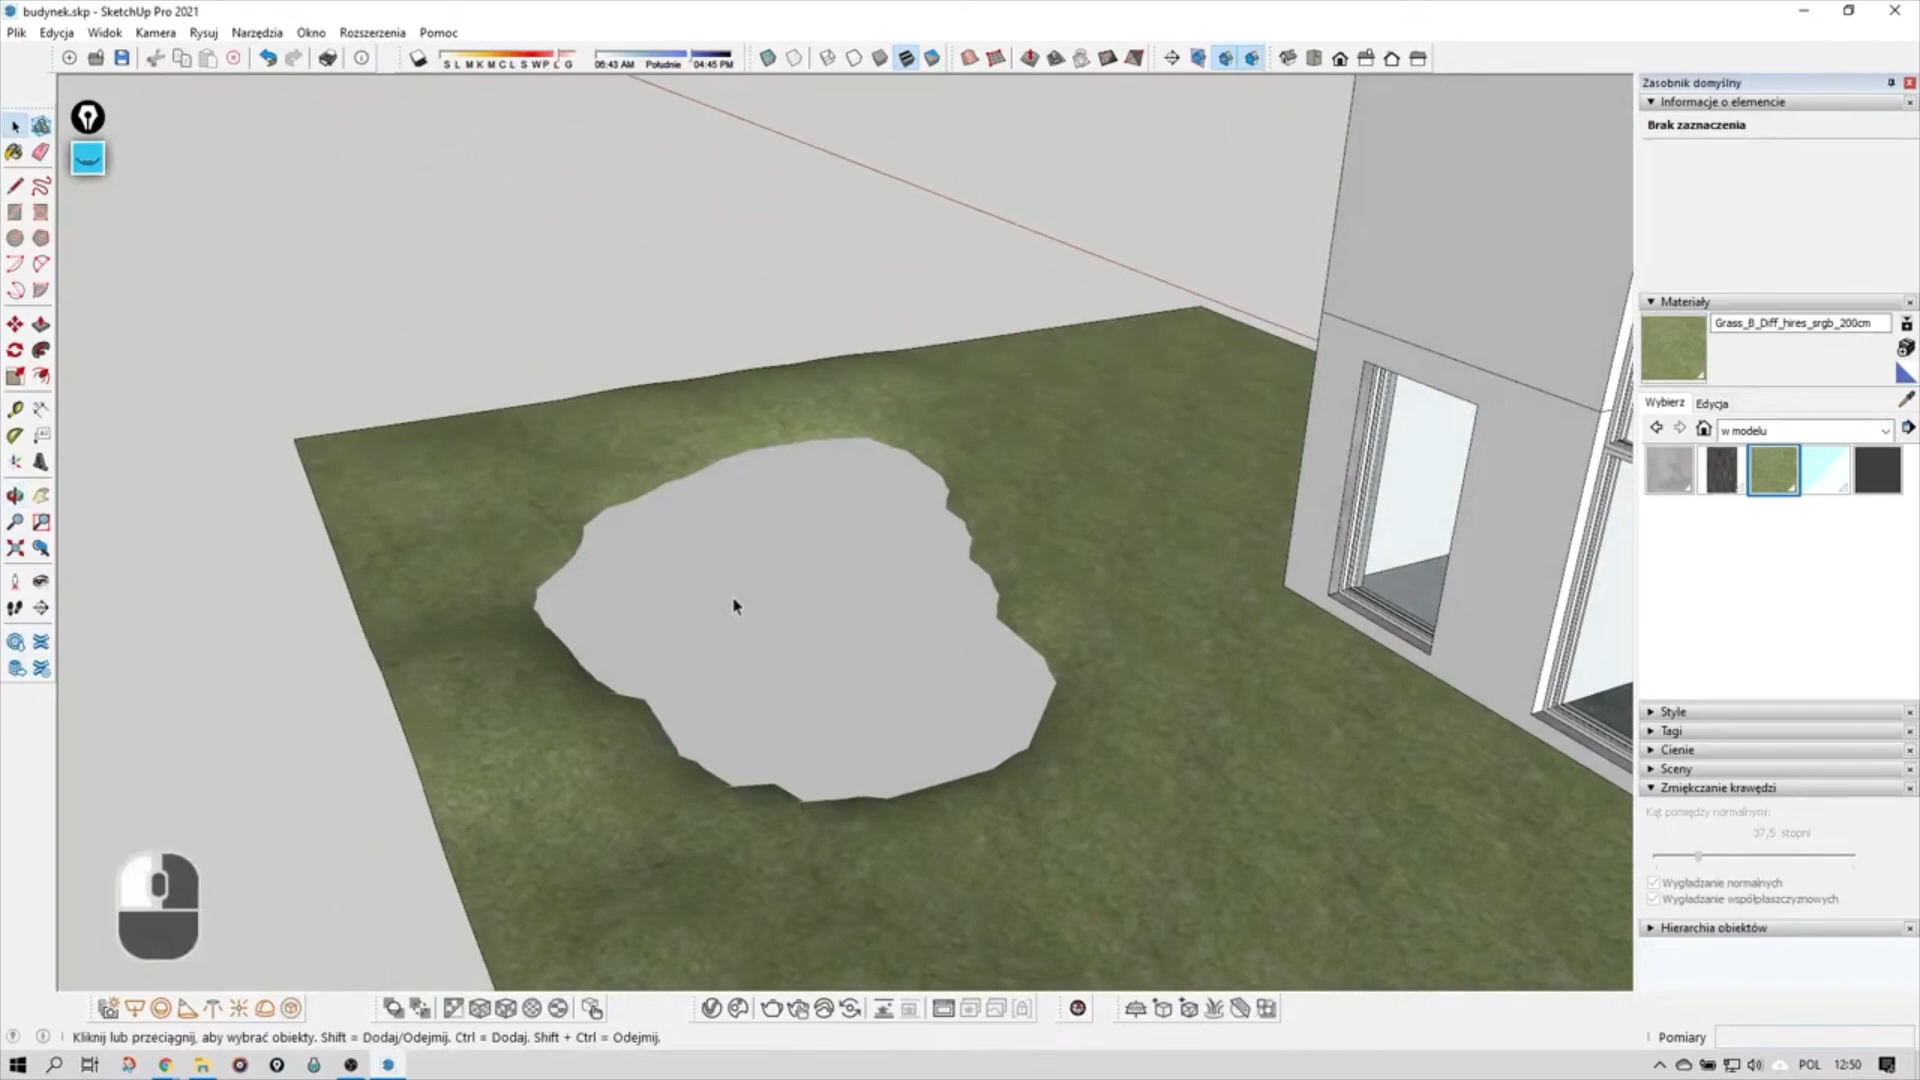 budynek.skp - SketchUp Pro 2021
Plik Edycja Widok Kamera Rysuj Narzędzia Okno Rozszerzenia Pomoc
S L M K M C L S W P L G 06:43 AM Południe 04:45 PM
Zasobnik domyślny
Informacje o elemencie
Brak zaznaczenia
Materiały
Grass_B_Diff_hires_srgb_200cm
Wybierz Edycja
w modelu
Style
Tagi
Cienie
Sceny
Zmiękczanie krawędzi
Kąt pomiędzy normalnymi:
37,5 stopni
Wygładzanie normalnych
Wygładzanie współpłaszczyznowych
Hierarchia obiektów
Kliknij lub przeciągnij, aby wybrać obiekty. Shift = Dodaj/Odejmij. Ctrl = Dodaj. Shift + Ctrl = Odejmij.
Pomiary
POL 12:50